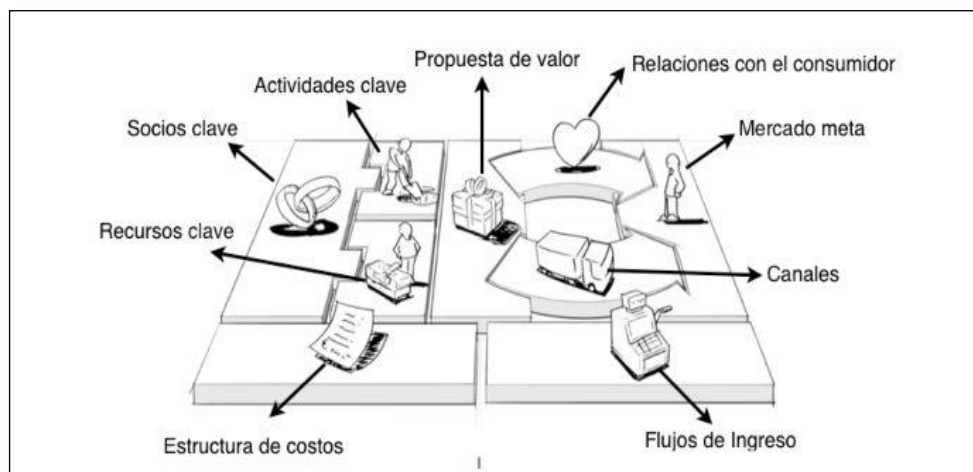 Propuesta de valor
Relaciones con el consumidor
Actividades clave
Socios clave
Mercado meta
Recursos clave
Canales
Estructura de costos
Flujos de Ingreso